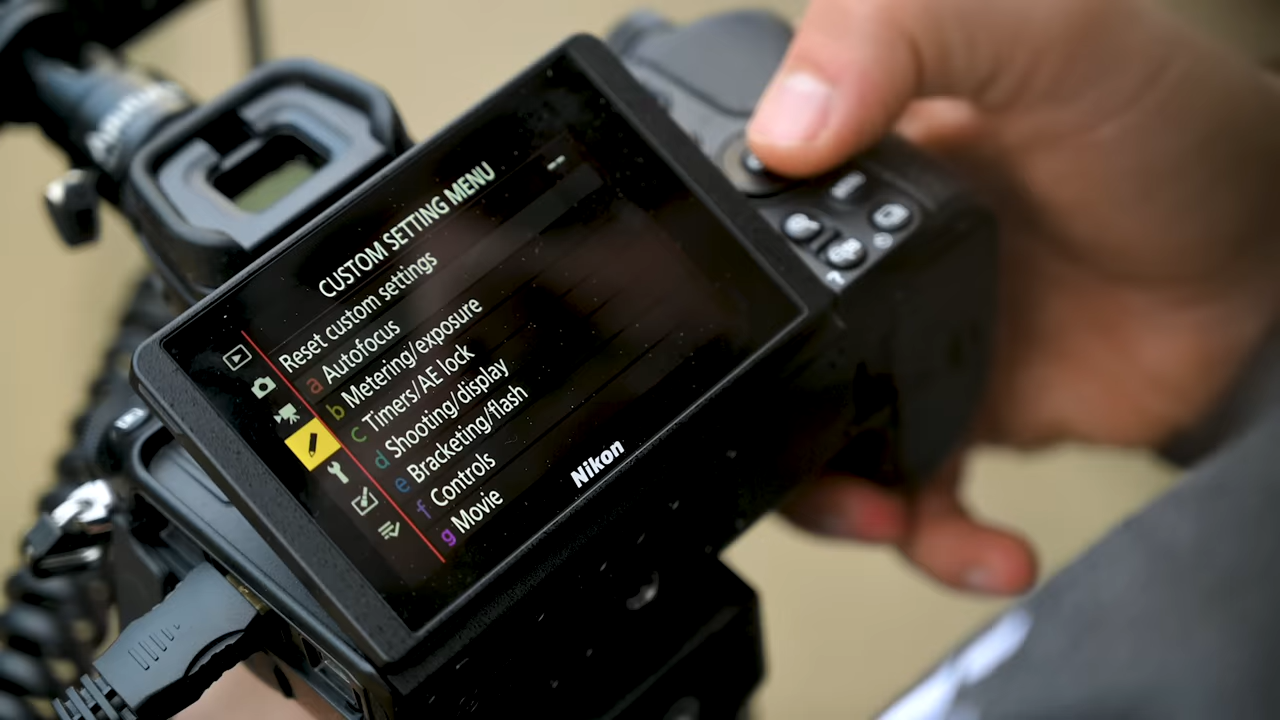 CUSTOM SETTING MENU
--
Reset custom settings
a Autofocus
b Metering/exposure
c Timers/AE lock
d Shooting/display
e Bracketing/flash
f Controls
g Movie
Nikon